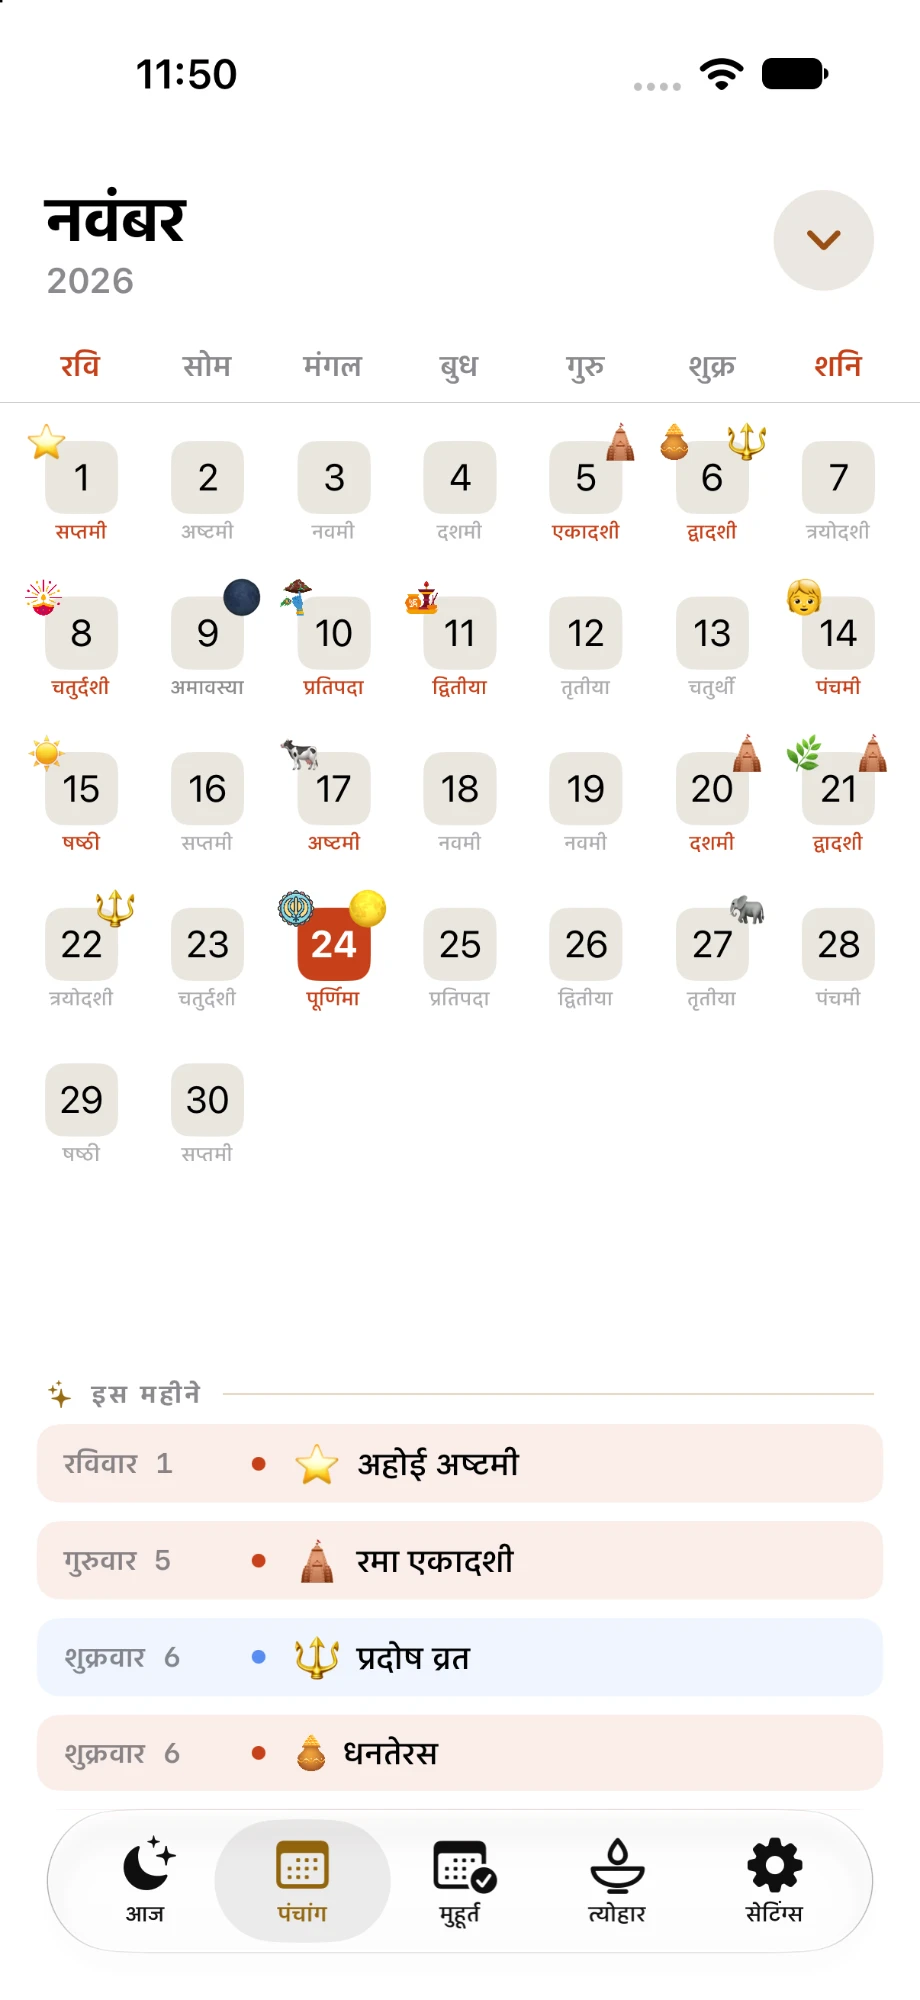 11:50
नवंबर
2026
रवि सोम मंगल बुध गुरु शुक्र शनि
1 2 3 4 5 6 7
सप्तमी अष्टमी नवमी दशमी एकादशी द्वादशी त्रयोदशी
8 9 10 11 12 13 14
चतुर्दशी अमावस्या प्रतिपदा द्वितीया तृतीया चतुर्थी पंचमी
15 16 17 18 19 20 21
षष्ठी सप्तमी अष्टमी नवमी नवमी दशमी द्वादशी
22 23 24 25 26 27 28
त्रयोदशी चतुर्दशी पूर्णिमा प्रतिपदा द्वितीया तृतीया पंचमी
29 30
षष्ठी सप्तमी
इस महीने
रविवार 1 अहोई अष्टमी
गुरुवार 5 रमा एकादशी
शुक्रवार 6 प्रदोष व्रत
शुक्रवार 6 धनतेरस
आज पंचांग मुहूर्त त्योहार सेटिंग्स